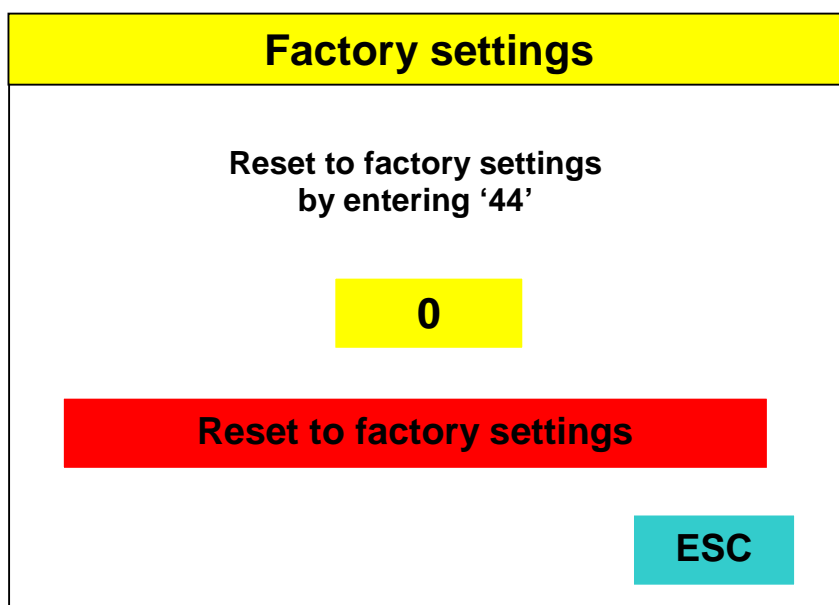 Factory settings
Reset to factory settings
by entering ‘44’
0
Reset to factory settings
ESC